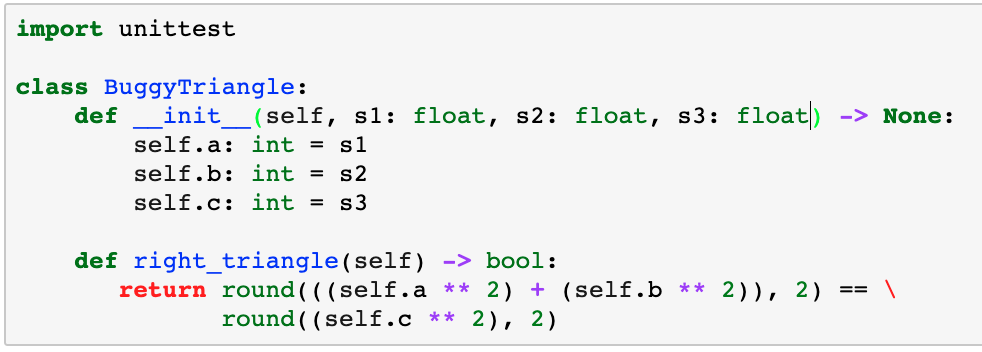 import unittest

class BuggyTriangle:
    def __init__(self, s1: float, s2: float, s3: float) -> None:
        self.a: int = s1
        self.b: int = s2
        self.c: int = s3

    def right_triangle(self) -> bool:
       return round(((self.a ** 2) + (self.b ** 2)), 2) == \
              round((self.c ** 2), 2)